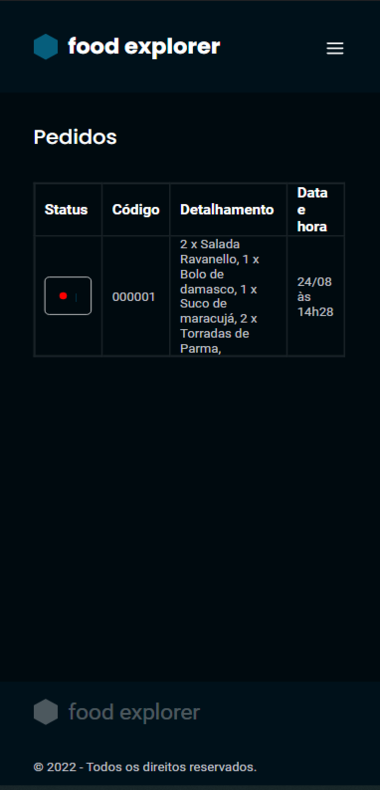 food explorer
Pedidos
Status
Código
Detalhamento
Data
e
hora
000001
2 x Salada
Ravanello, 1 x
Bolo de
damasco, 1 x
Suco de
maracujá, 2 x
Torradas de
Parma,
24/08
às
14h28
food explorer
© 2022 - Todos os direitos reservados.